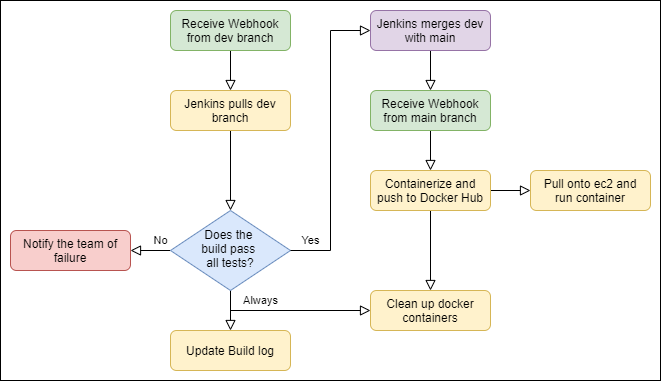 Receive Webhook
from dev branch
Jenkins merges dev
with main
Jenkins pulls dev
branch
Receive Webhook
from main branch
Containerize and
push to Docker Hub
Pull onto ec2 and
run container
Notify the team of
failure
No
Does the
build pass
all tests?
Yes
Always
Clean up docker
containers
Update Build log